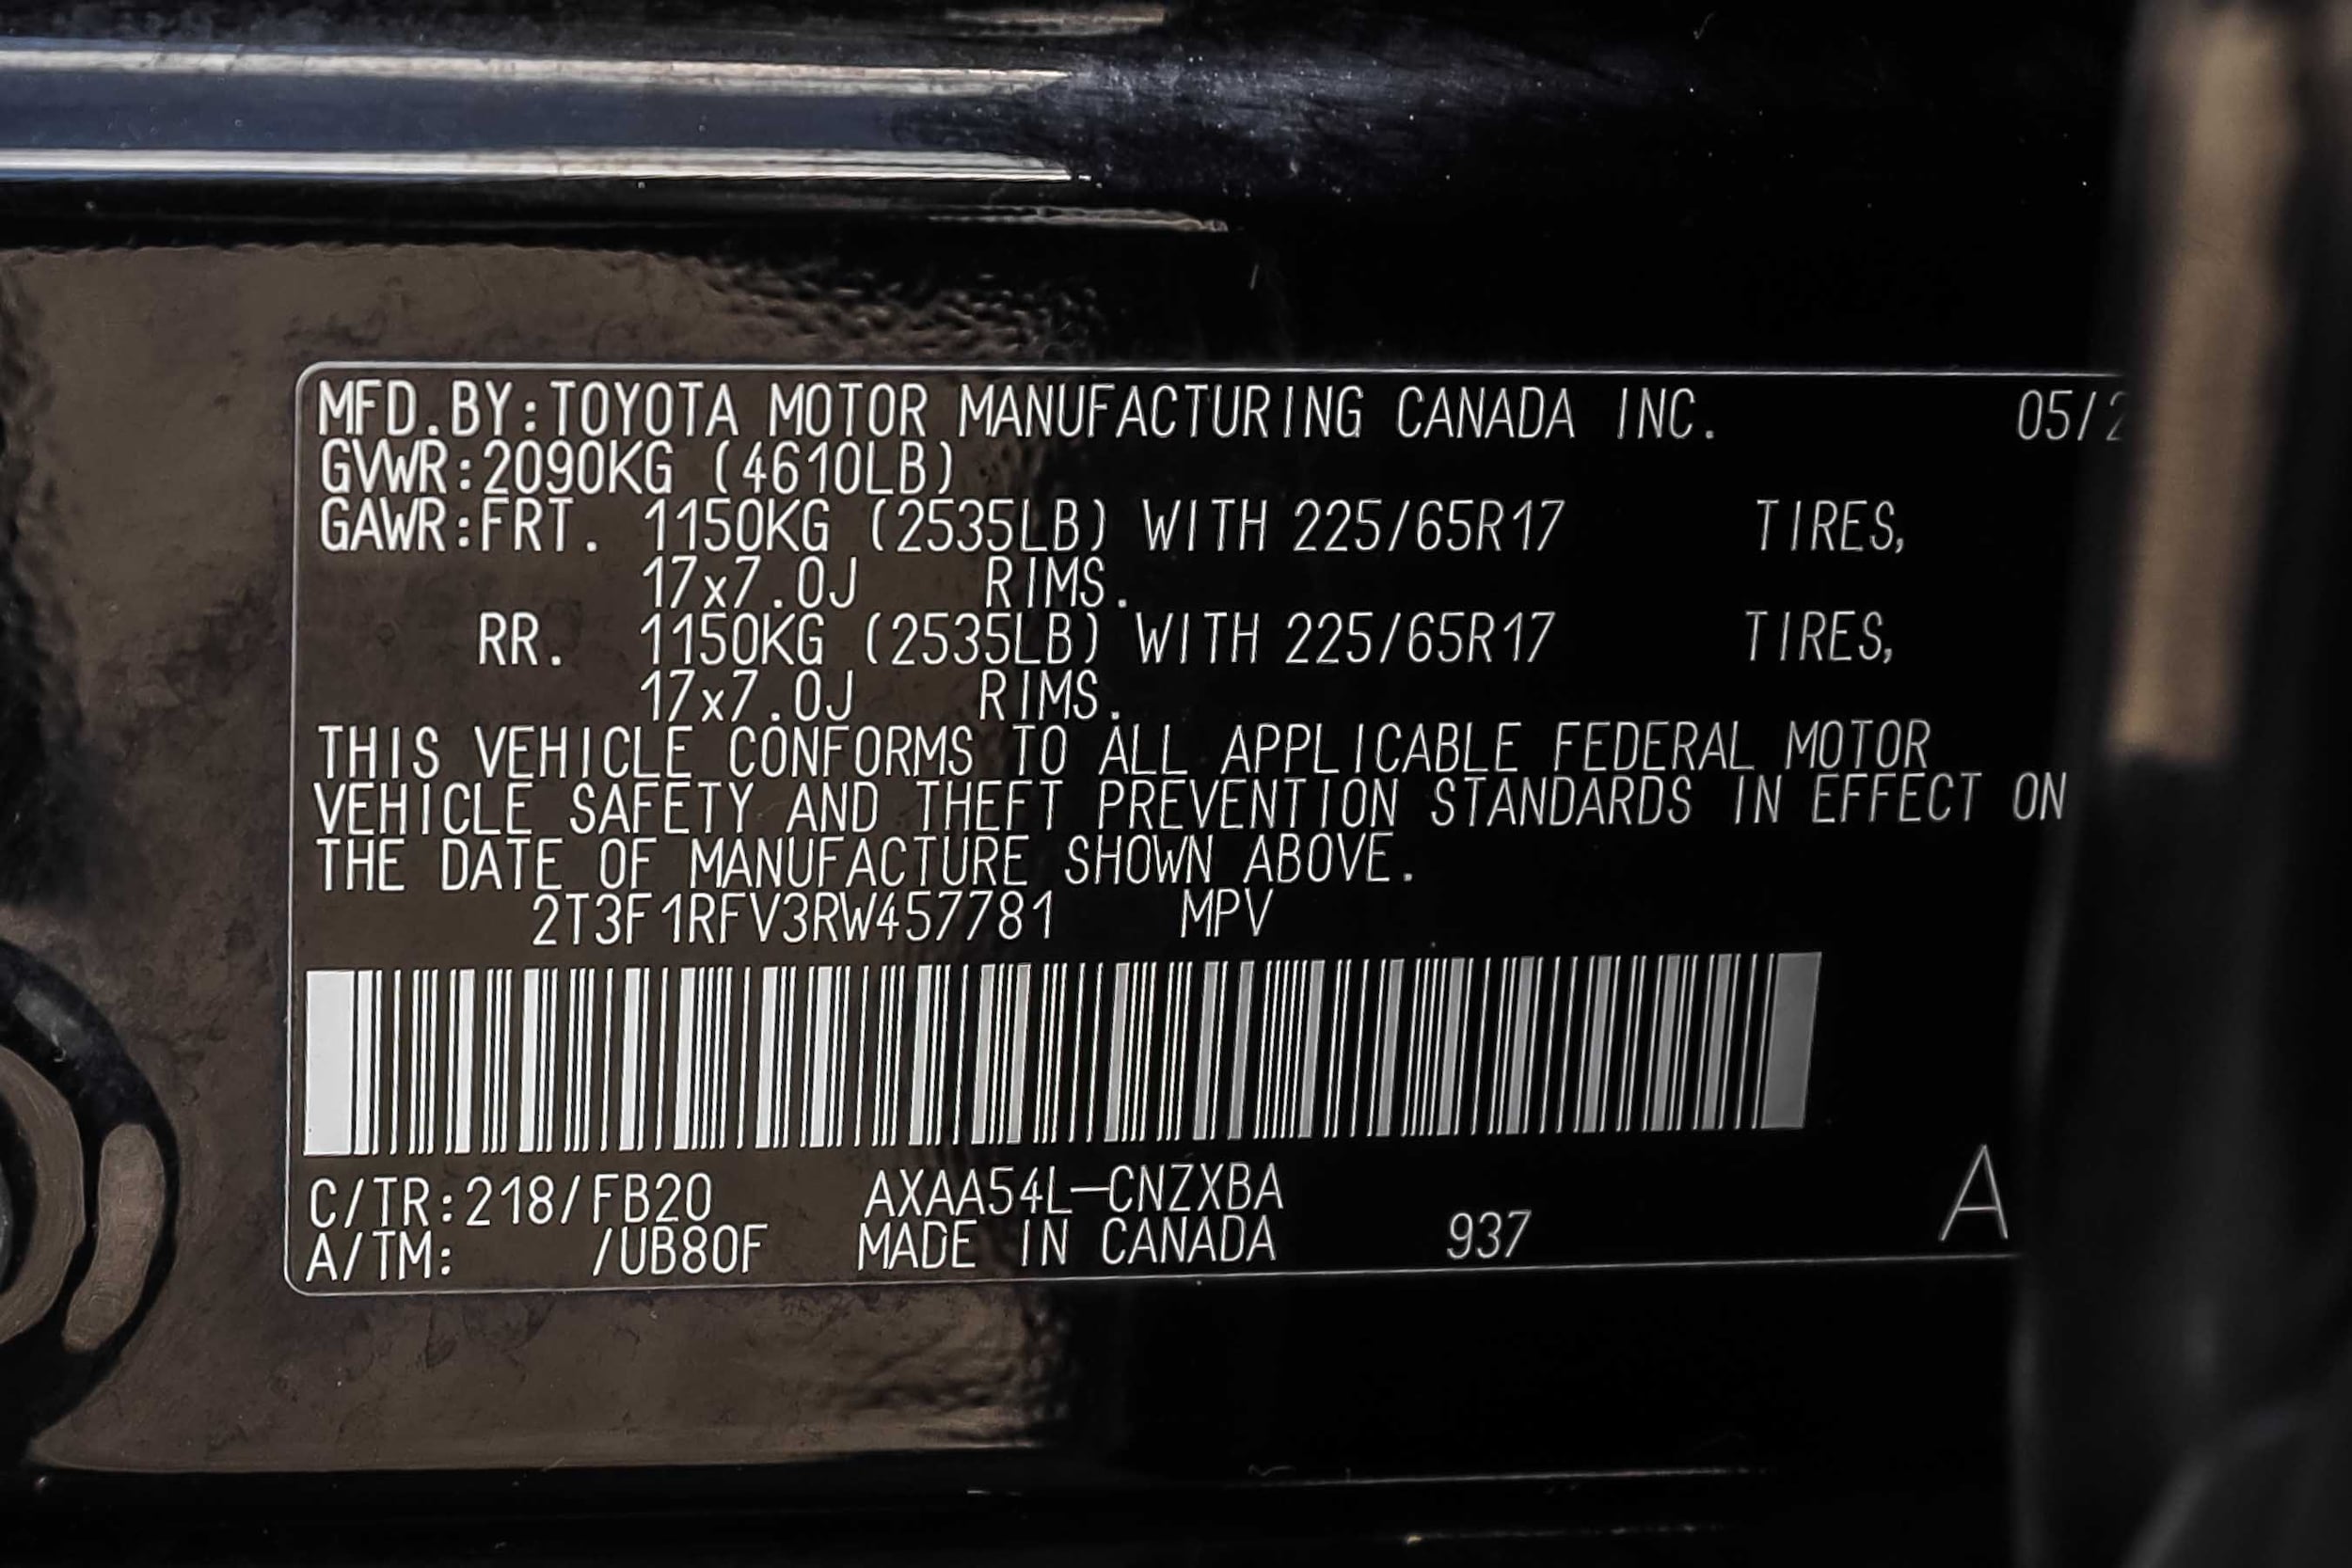 MFD.BY:TOYOTA MOTOR MANUFACTURING CANADA INC. 05/2
GVWR:2090KG (4610LB)
GAWR:FRT. 1150KG (2535LB) WITH 225/65R17 TIRES,
17x7.0J RIMS.
RR. 1150KG (2535LB) WITH 225/65R17 TIRES,
17x7.0J RIMS.
THIS VEHICLE CONFORMS TO ALL APPLICABLE FEDERAL MOTOR
VEHICLE SAFETY AND THEFT PREVENTION STANDARDS IN EFFECT ON
THE DATE OF MANUFACTURE SHOWN ABOVE.
2T3F1RFV3RW457781 MPV
C/TR:218/FB20 AXAA54L-CNZXBA A
A/TM: /UB80F MADE IN CANADA 937